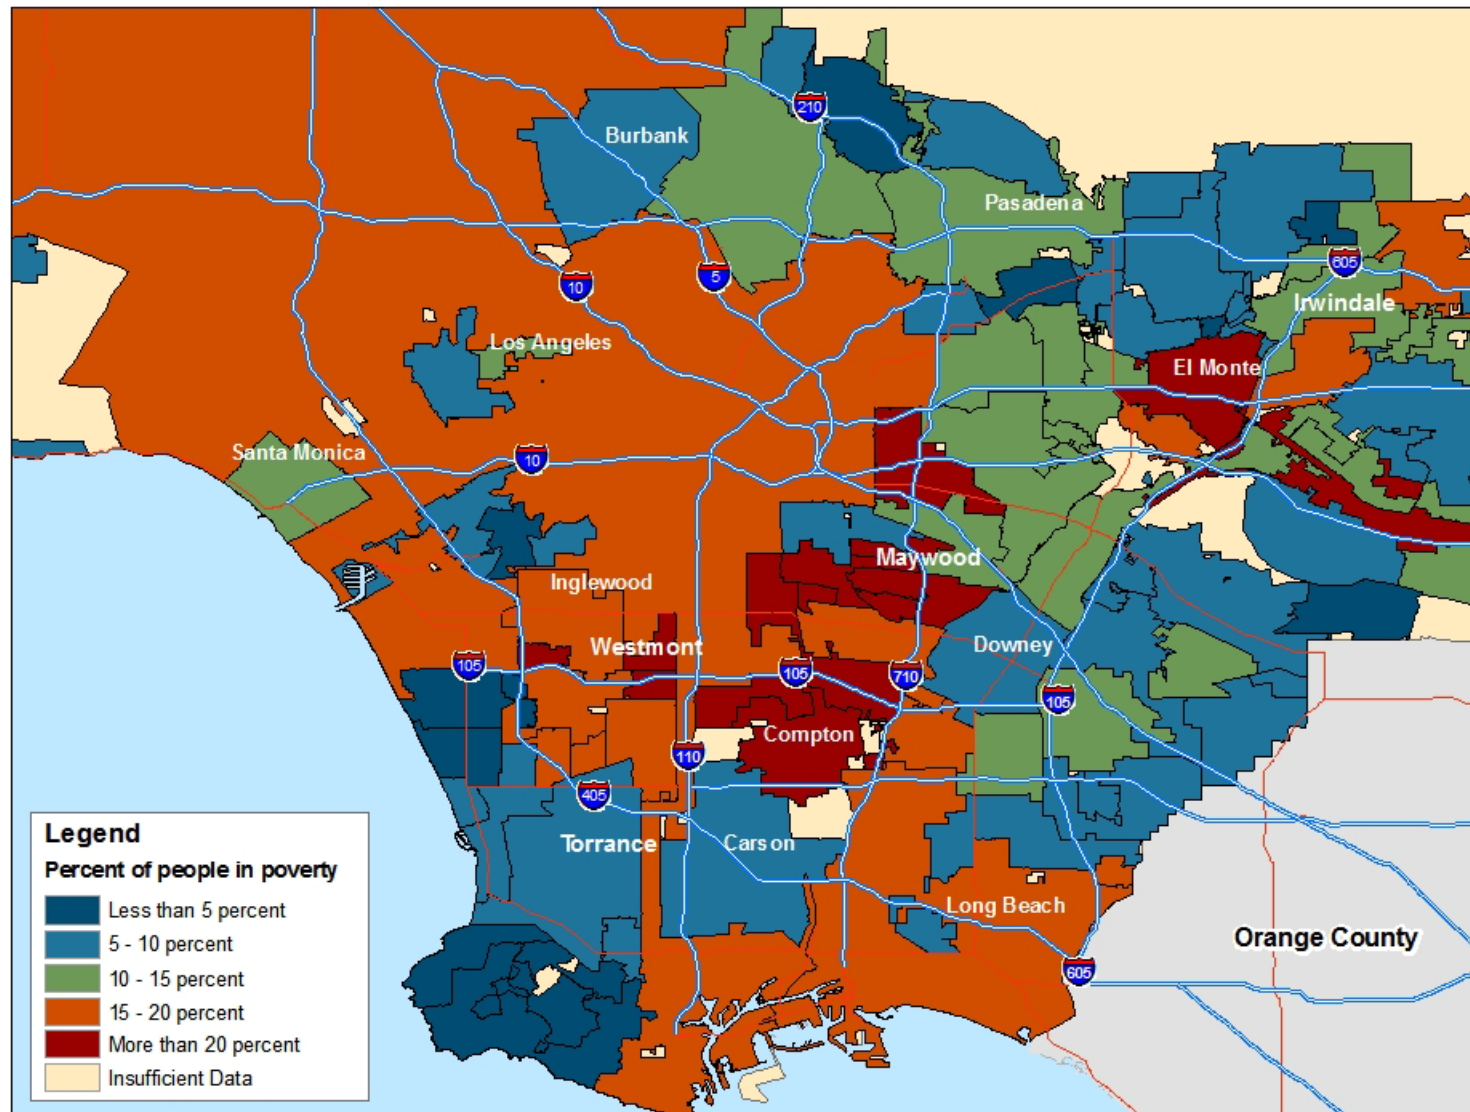 210
Burbank
Pasadena
605
10
5
Irwindale
Los Angeles
El Monte
Santa Monica
10
Maywood
Inglewood
Westmont
Downey
105
105
710
105
Compton
110
405
Torrance
Carson
Long Beach
Orange County
605
Legend
Percent of people in poverty
Less than 5 percent
5 - 10 percent
10 - 15 percent
15 - 20 percent
More than 20 percent
Insufficient Data